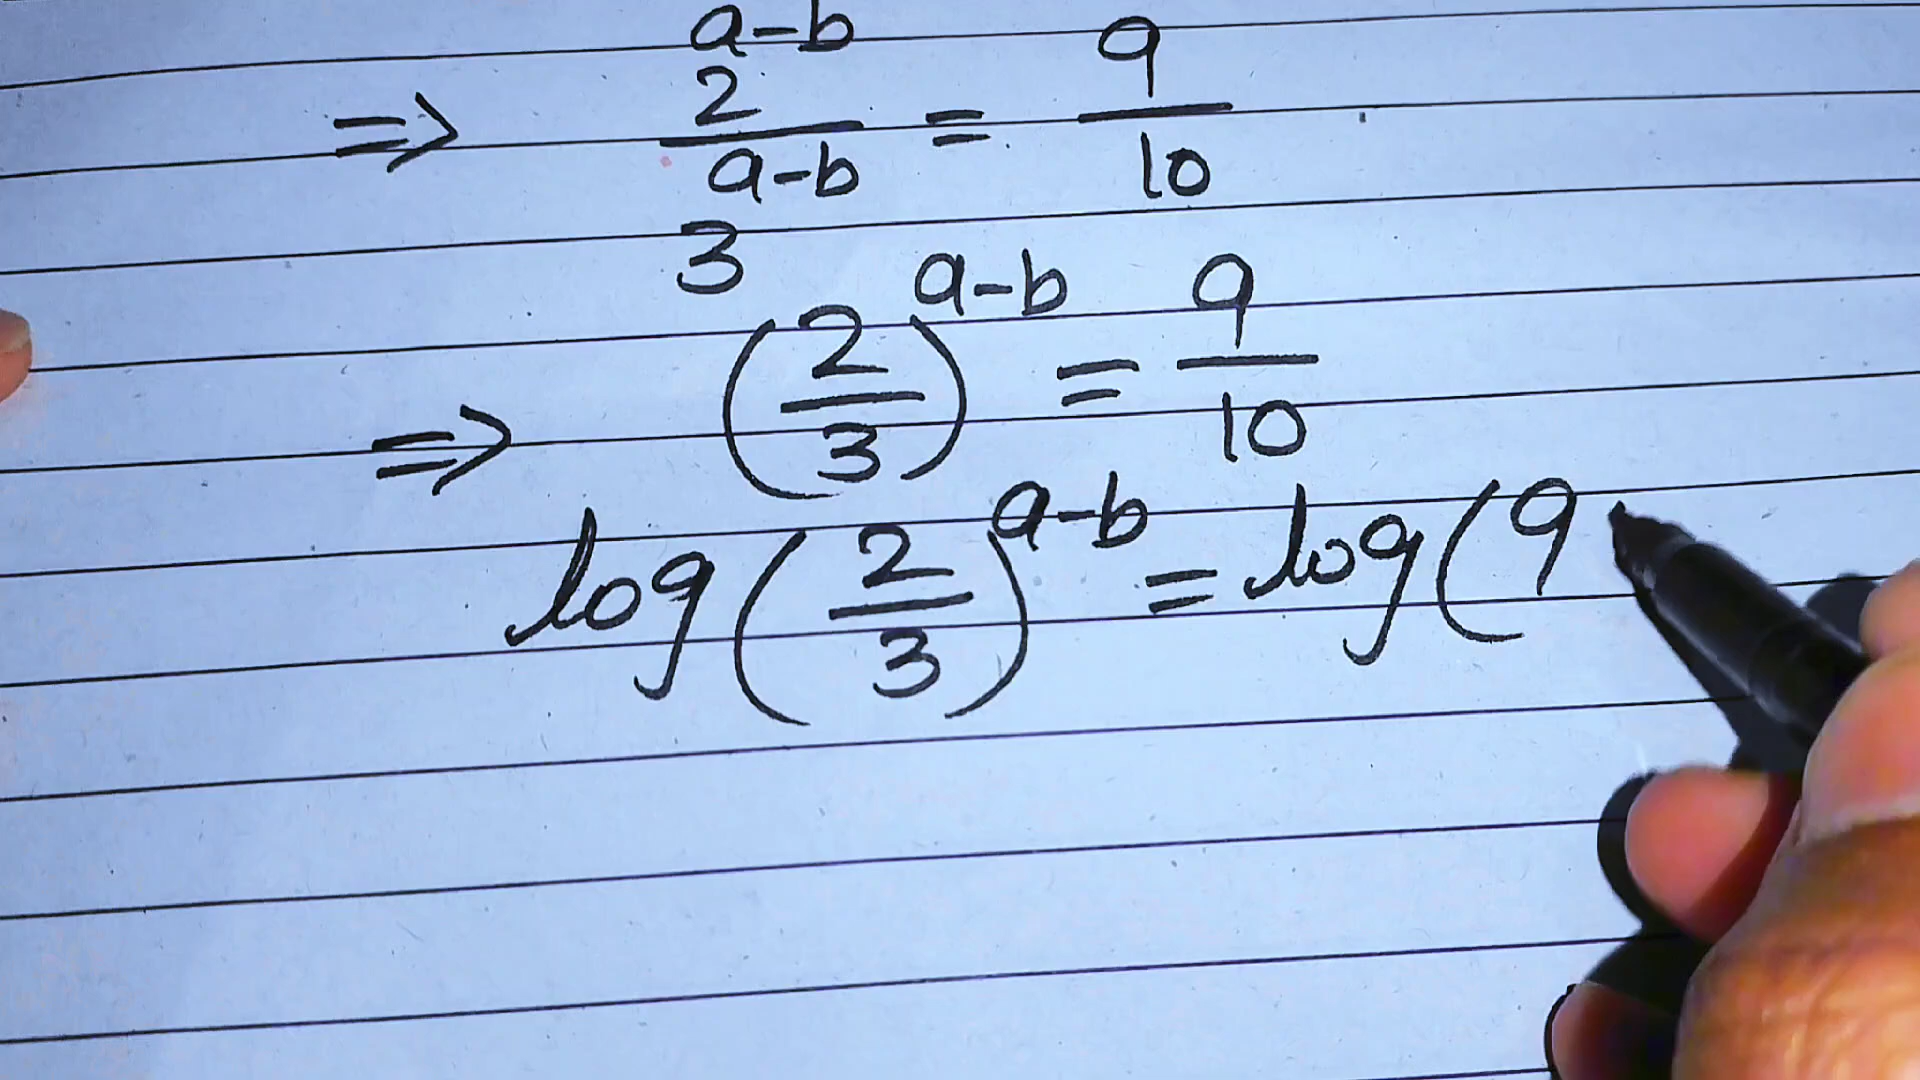 ⇒ 2^(a-b) / 3^(a-b) = 9/10
⇒ (2/3)^(a-b) = 9/10
log(2/3)^(a-b) = log(9